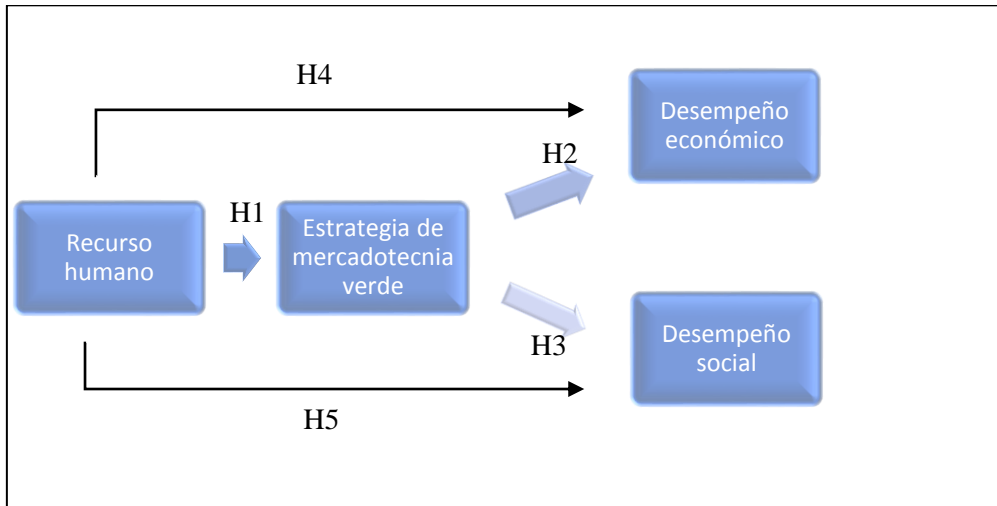 H4
Desempeño
económico
H2
H1
Recurso
humano
Estrategia de
mercadotecnia
verde
H3
Desempeño
social
H5